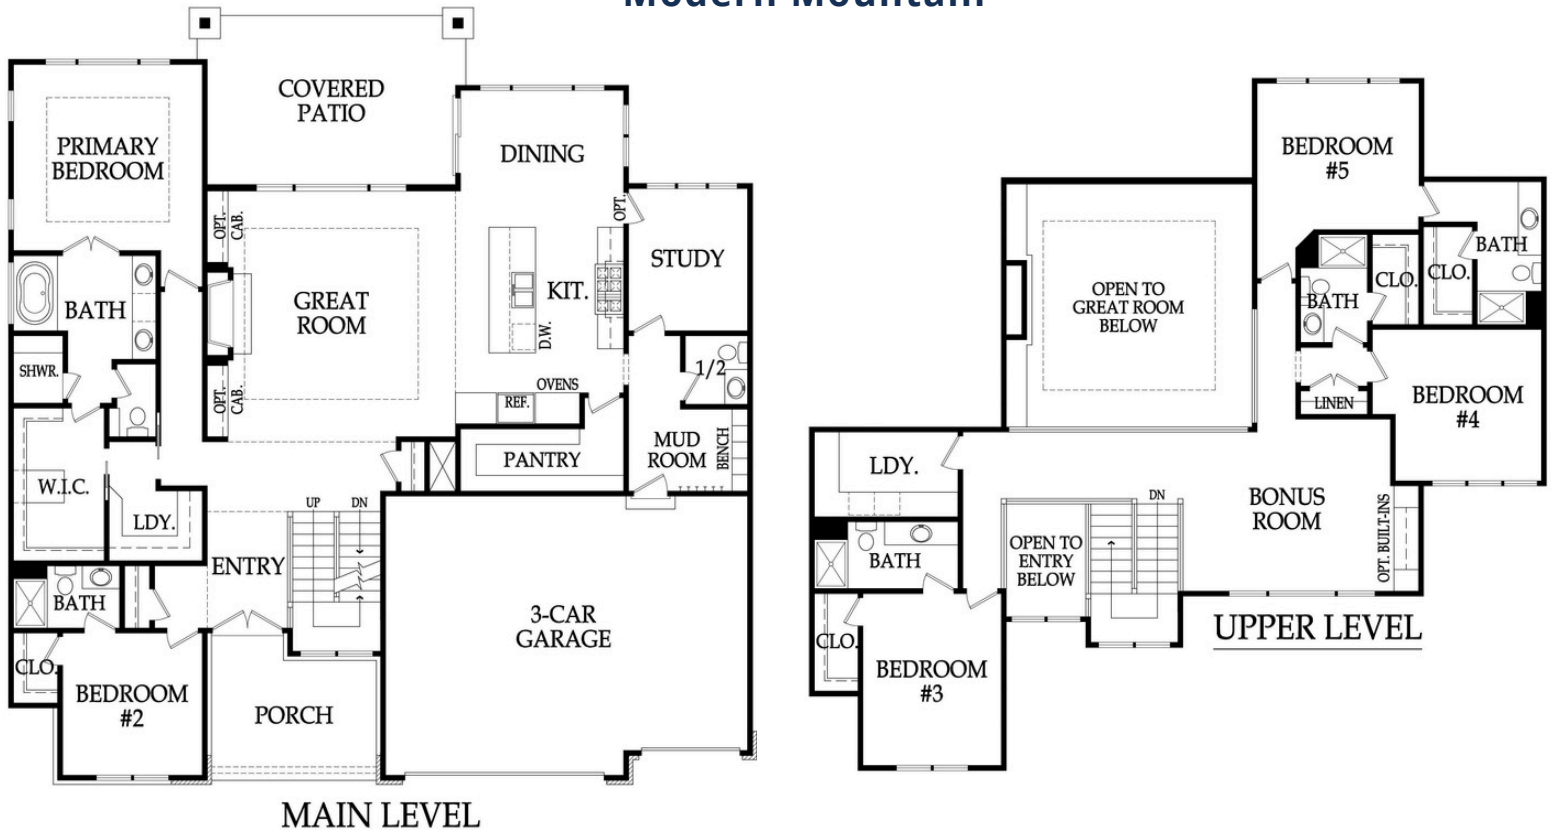 Modern Mountain
COVERED
PATIO
PRIMARY
BEDROOM
DINING
OPT.
CAB.
OPT.
STUDY
BATH
GREAT
ROOM
KIT.
D.W.
SHWR.
OPT.
CAB.
OVENS
REF.
1/2
W.I.C.
PANTRY
MUD
ROOM
BENCH
LDY.
UP
DN
ENTRY
BATH
3-CAR
GARAGE
CLO.
BEDROOM
#2
PORCH
MAIN LEVEL
BEDROOM
#5
BATH
CLO.
CLO.
OPEN TO
GREAT ROOM
BELOW
BATH
LINEN
BEDROOM
#4
LDY.
DN
BONUS
ROOM
OPT. BUILT-INS
OPEN TO
ENTRY
BELOW
BATH
CLO.
BEDROOM
#3
UPPER LEVEL